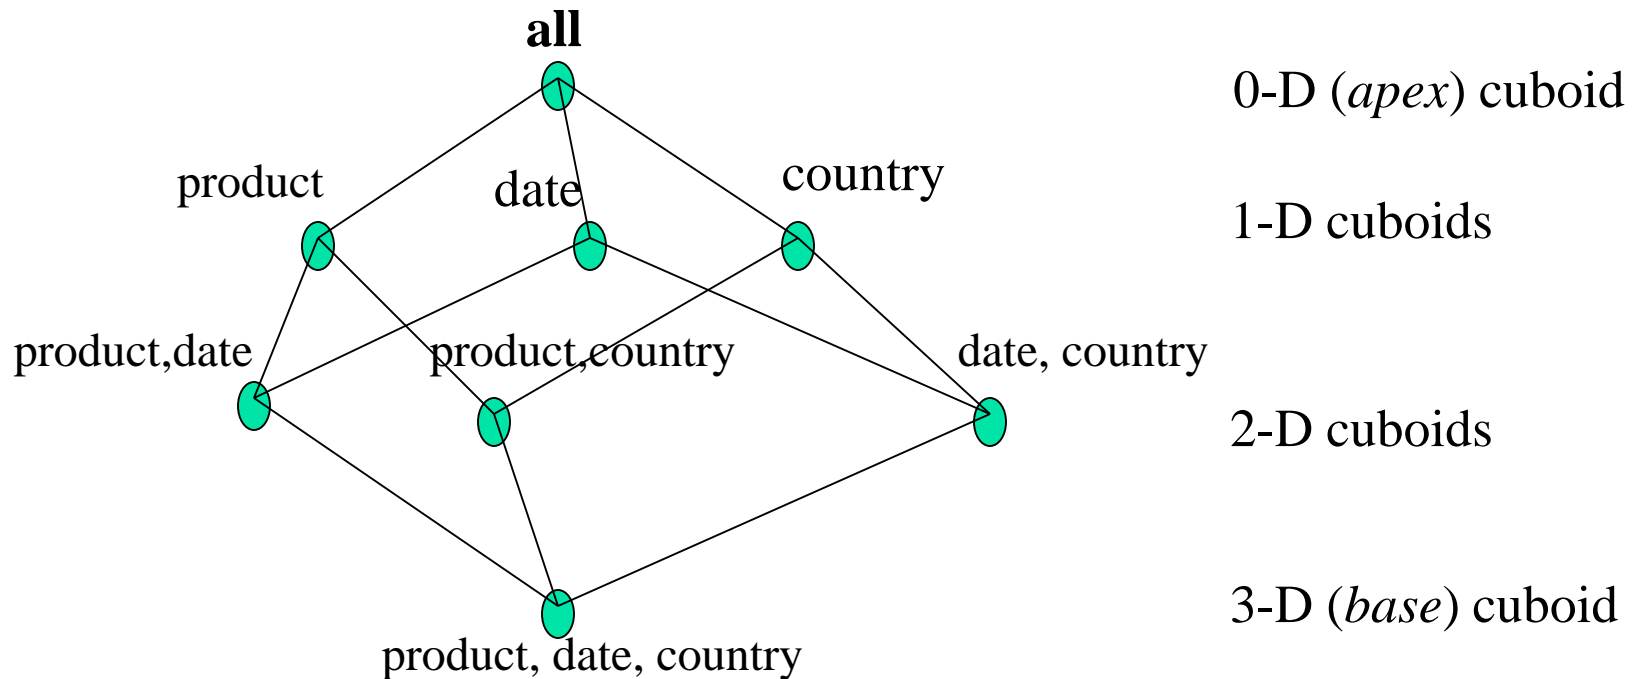 all
0-D (apex) cuboid
product
date
country
1-D cuboids
product,date
product,country
date, country
2-D cuboids
3-D (base) cuboid
product, date, country